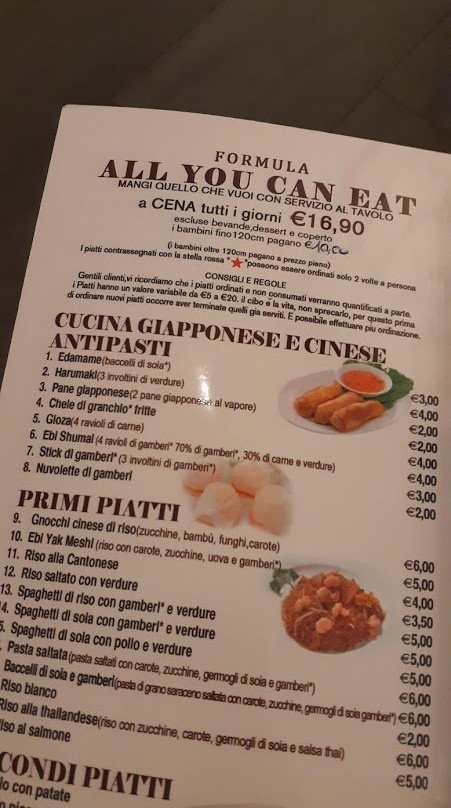 FORMULA
ALL YOU CAN EAT
MANGI QUELLO CHE VUOI CON SERVIZIO AL TAVOLO
a CENA tutti i giorni €16,90
escluse bevande,dessert e coperto
i bambini fino120cm pagano €10,00
(i bambini oltre 120cm pagano a prezzo pieno)
I piatti contrassegnati con la stella rossa "★"possono essere ordinati solo 2 volte a persona
CONSIGLI E REGOLE
Gentili clienti,vi ricordiamo che i piatti ordinati e non consumati verranno quantificati a parte.
i Piatti hanno un valore variabile da €5 a €20. il cibo e la vita, non sprecarlo, per questo prima
di ordinare nuovi piatti occorre aver terminate quelli gia serviti. E possibile effettuare piu ordinazione.
CUCINA GIAPPONESE E CINESE
ANTIPASTI
1. Edamame(baccelli di soia*) €3,00
2. Harumaki(3 involtini di verdure) €4,00
3. Pane giapponese(2 pane giapponese al vapore) €2,00
4. Chele di granchio* fritte €2,00
5. Gioza(4 ravioli di carne) €4,00
6. Ebi Shumai (4 ravioli di gamberi* 70% di gamberi*, 30% di carne e verdure) €4,00
7. Stick di gamberi* (3 involtini di gamberi*) €3,00
8. Nuvolette di gamberi €2,00
PRIMI PIATTI
9. Gnocchi cinese di riso(zucchine, bambù, funghi,carote) €6,00
10. Ebi Yak Meshi (riso con carote, zucchine, uova e gamberi*) €5,00
11. Riso alla Cantonese €4,00
12. Riso saltato con verdure €3,50
13. Spaghetti di riso con gamberi* e verdure €5,00
4. Spaghetti di soia con gamberi* e verdure €5,00
5. Spaghetti di soia con pollo e verdure €5,00
. Pasta saltata (pasta saltati con carote, zucchine, germogli di soia e gamberi*) €6,00
Baccelli di soia e gamberi(pasta di grano saraceno saltata con carote, zucchine, germogli di soia gamberi*) €6,00
Riso bianco €2,00
Riso alla thailandese(riso con zucchine, carote, germogli di soia e salsa thai) €6,00
iso al salmone €5,00
CONDI PIATTI
lo con patate